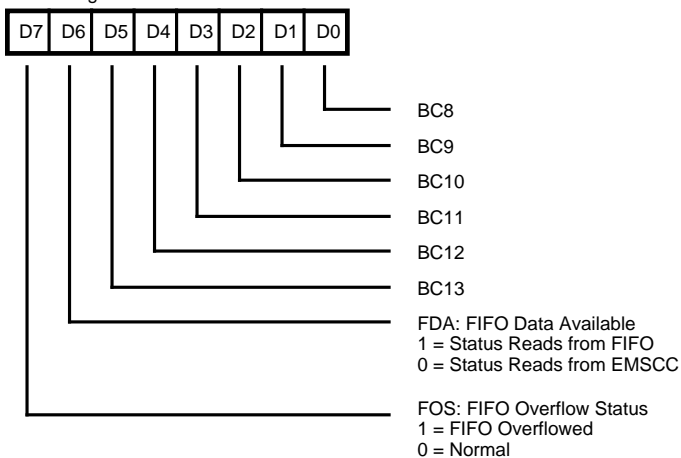 D7 D6 D5 D4 D3 D2 D1 D0
BC8
BC9
BC10
BC11
BC12
BC13
FDA: FIFO Data Available
1 = Status Reads from FIFO
0 = Status Reads from EMSCC
FOS: FIFO Overflow Status
1 = FIFO Overflowed
0 = Normal